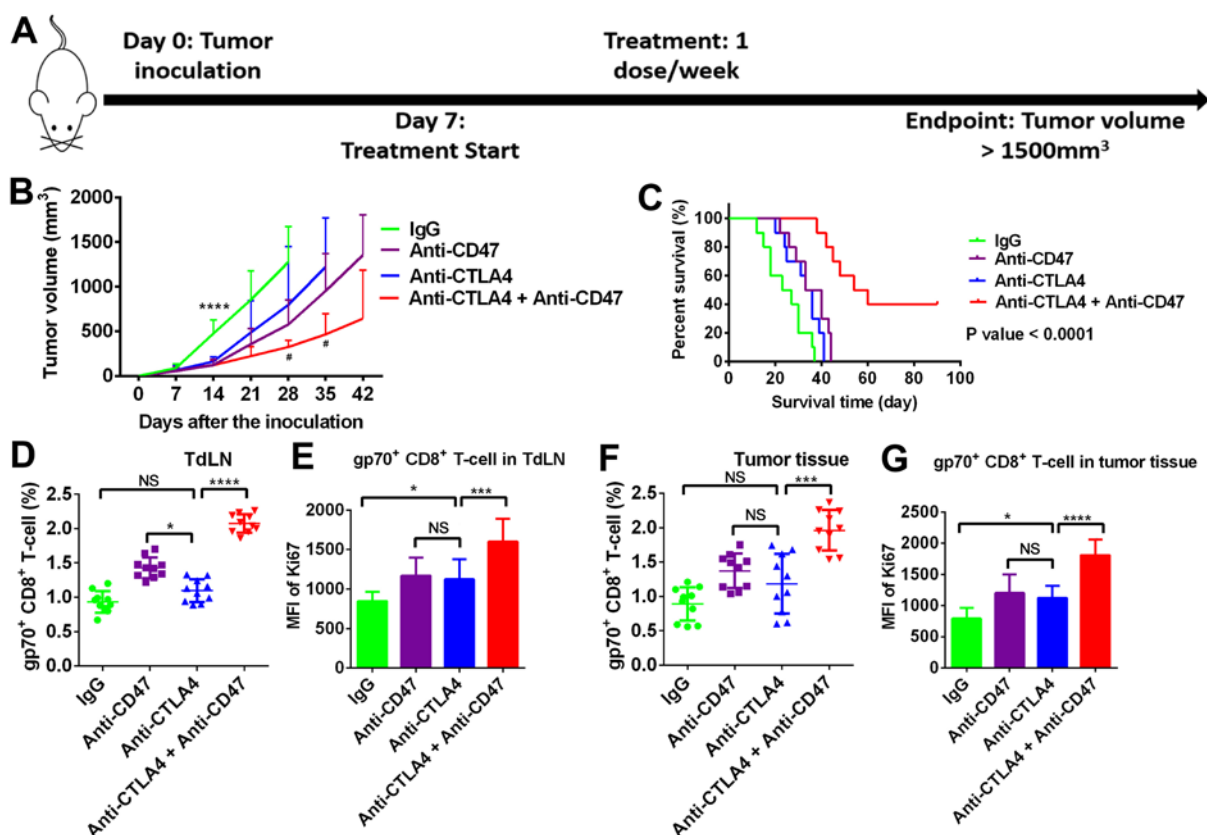 A
Day 0: Tumor
inoculation
Treatment: 1
dose/week
Day 7:
Treatment Start
Endpoint: Tumor volume
> 1500mm³
B
Tumor volume (mm³)
2000
1500
1000
500
0
0 7 14 21 28 35 42
Days after the inoculation
****
#
#
IgG
Anti-CD47
Anti-CTLA4
Anti-CTLA4 + Anti-CD47
C
Percent survival (%)
100
80
60
40
20
0
0 20 40 60 80 100
Survival time (day)
IgG
Anti-CD47
Anti-CTLA4
Anti-CTLA4 + Anti-CD47
P value < 0.0001
D
TdLN
gp70⁺ CD8⁺ T-cell (%)
2.5
2.0
1.5
1.0
0.5
0.0
NS
****
*
IgG
Anti-CD47
Anti-CTLA4
Anti-CTLA4 + Anti-CD47
E
gp70⁺ CD8⁺ T-cell in TdLN
MFI of Ki67
2000
1500
1000
500
0
*
***
NS
IgG
Anti-CD47
Anti-CTLA4
Anti-CTLA4 + Anti-CD47
F
Tumor tissue
gp70⁺ CD8⁺ T-cell (%)
2.5
2.0
1.5
1.0
0.5
0.0
NS
***
NS
IgG
Anti-CD47
Anti-CTLA4
Anti-CTLA4 + Anti-CD47
G
gp70⁺ CD8⁺ T-cell in tumor tissue
MFI of Ki67
2500
2000
1500
1000
500
0
*
****
NS
IgG
Anti-CD47
Anti-CTLA4
Anti-CTLA4 + Anti-CD47